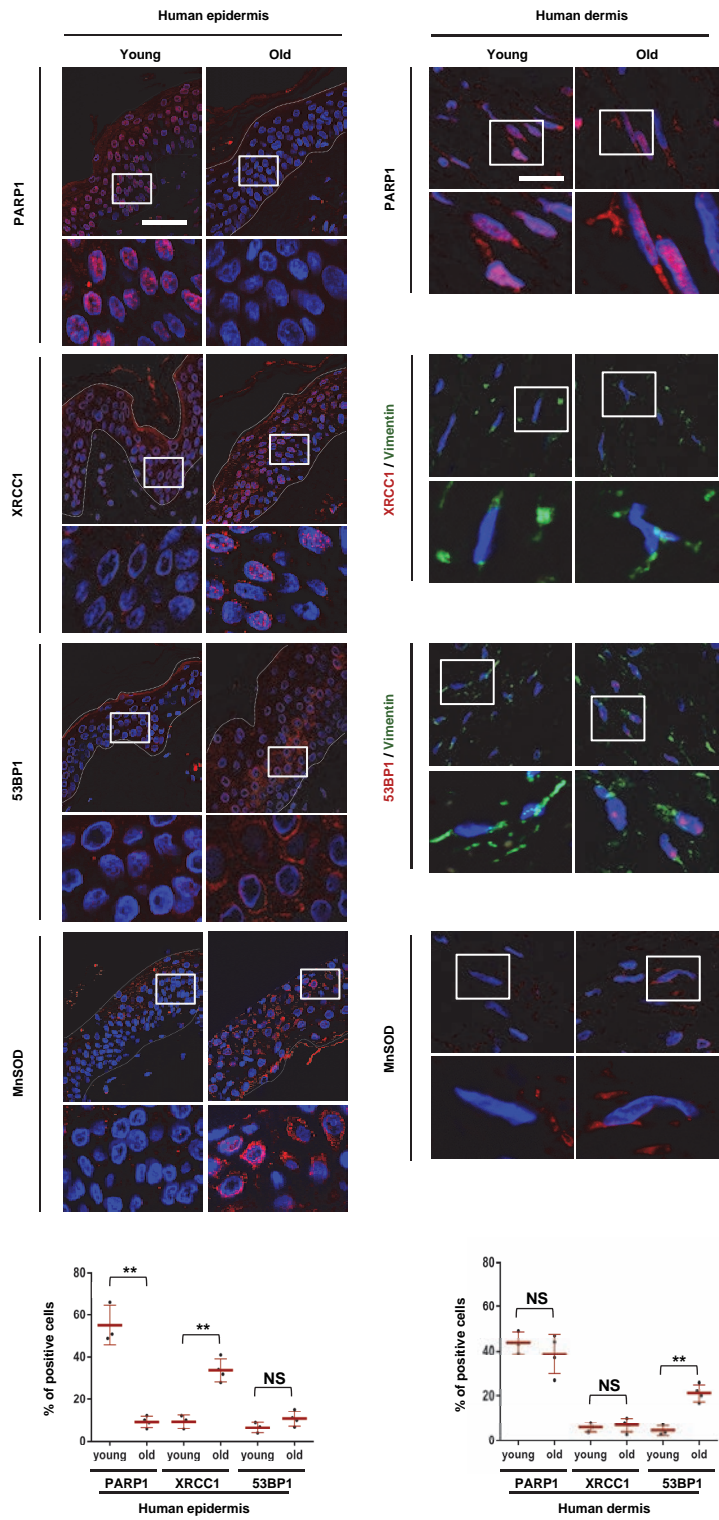 Human epidermis
Young
Old
PARP1
XRCC1
53BP1
MnSOD
% of positive cells
80
60
40
20
0
**
**
NS
young
old
young
old
young
old
PARP1
XRCC1
53BP1
Human epidermis
Human dermis
Young
Old
PARP1
XRCC1 / Vimentin
53BP1 / Vimentin
MnSOD
% of positive cells
80
60
40
20
0
NS
NS
**
young
old
young
old
young
old
PARP1
XRCC1
53BP1
Human dermis